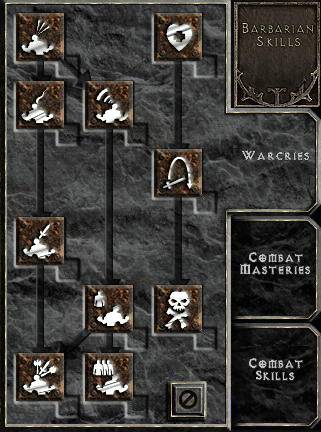 Barbarian
Skills
Warcries
Combat
Masteries
Combat
Skills